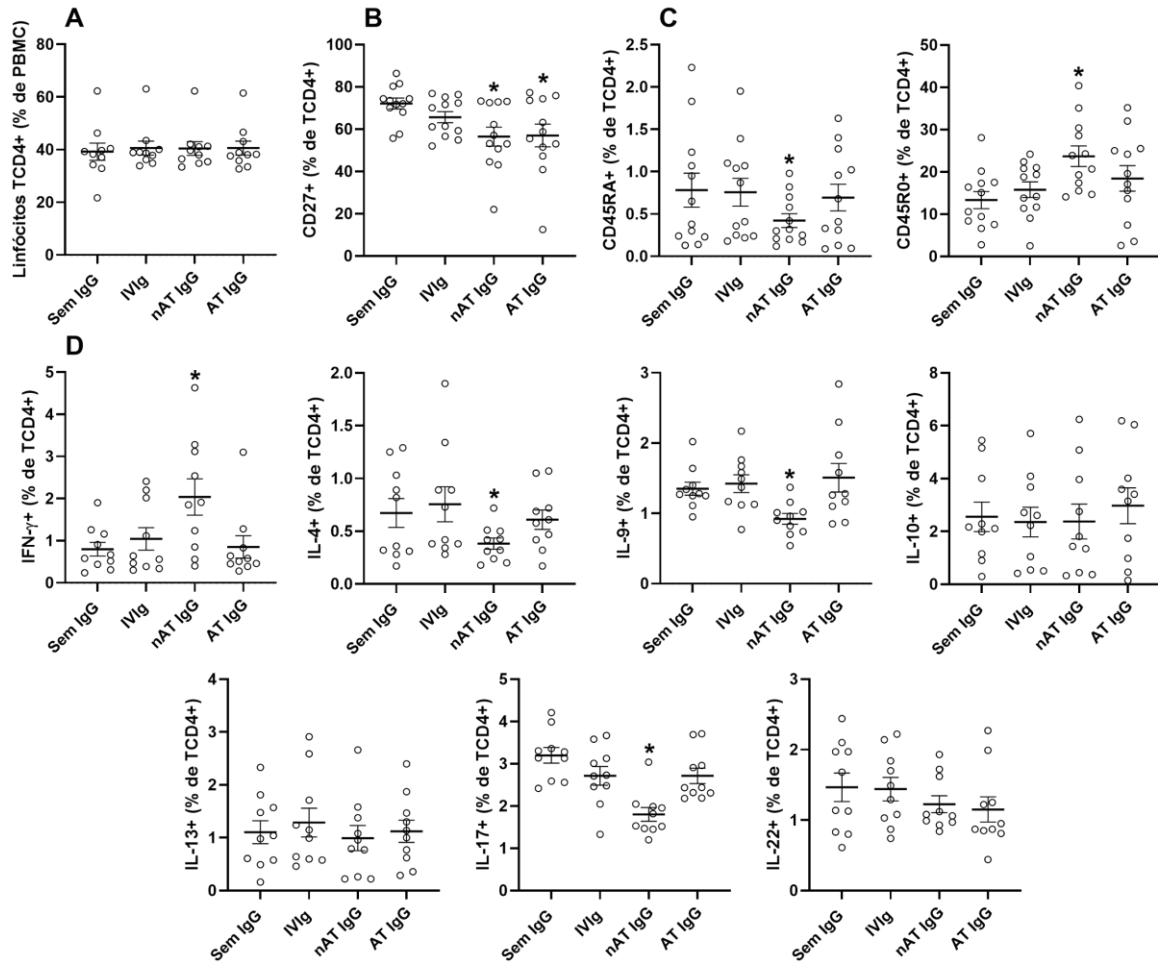 A
Linfócitos TCD4+ (% de PBMC)
80
60
40
20
0
Sem IgG
IVIg
nAT IgG
AT IgG
B
CD27+ (% de TCD4+)
100
80
60
40
20
0
*
*
Sem IgG
IVIg
nAT IgG
AT IgG
C
CD45RA+ (% de TCD4+)
2.5
2.0
1.5
1.0
0.5
0.0
*
Sem IgG
IVIg
nAT IgG
AT IgG
CD45R0+ (% de TCD4+)
50
40
30
20
10
0
*
Sem IgG
IVIg
nAT IgG
AT IgG
D
IFN-γ+ (% de TCD4+)
5
4
3
2
1
0
*
Sem IgG
IVIg
nAT IgG
AT IgG
IL-4+ (% de TCD4+)
2.0
1.5
1.0
0.5
0.0
*
Sem IgG
IVIg
nAT IgG
AT IgG
IL-9+ (% de TCD4+)
3
2
1
0
*
Sem IgG
IVIg
nAT IgG
AT IgG
IL-10+ (% de TCD4+)
8
6
4
2
0
Sem IgG
IVIg
nAT IgG
AT IgG
IL-13+ (% de TCD4+)
4
3
2
1
0
Sem IgG
IVIg
nAT IgG
AT IgG
IL-17+ (% de TCD4+)
5
4
3
2
1
0
*
Sem IgG
IVIg
nAT IgG
AT IgG
IL-22+ (% de TCD4+)
3
2
1
0
Sem IgG
IVIg
nAT IgG
AT IgG